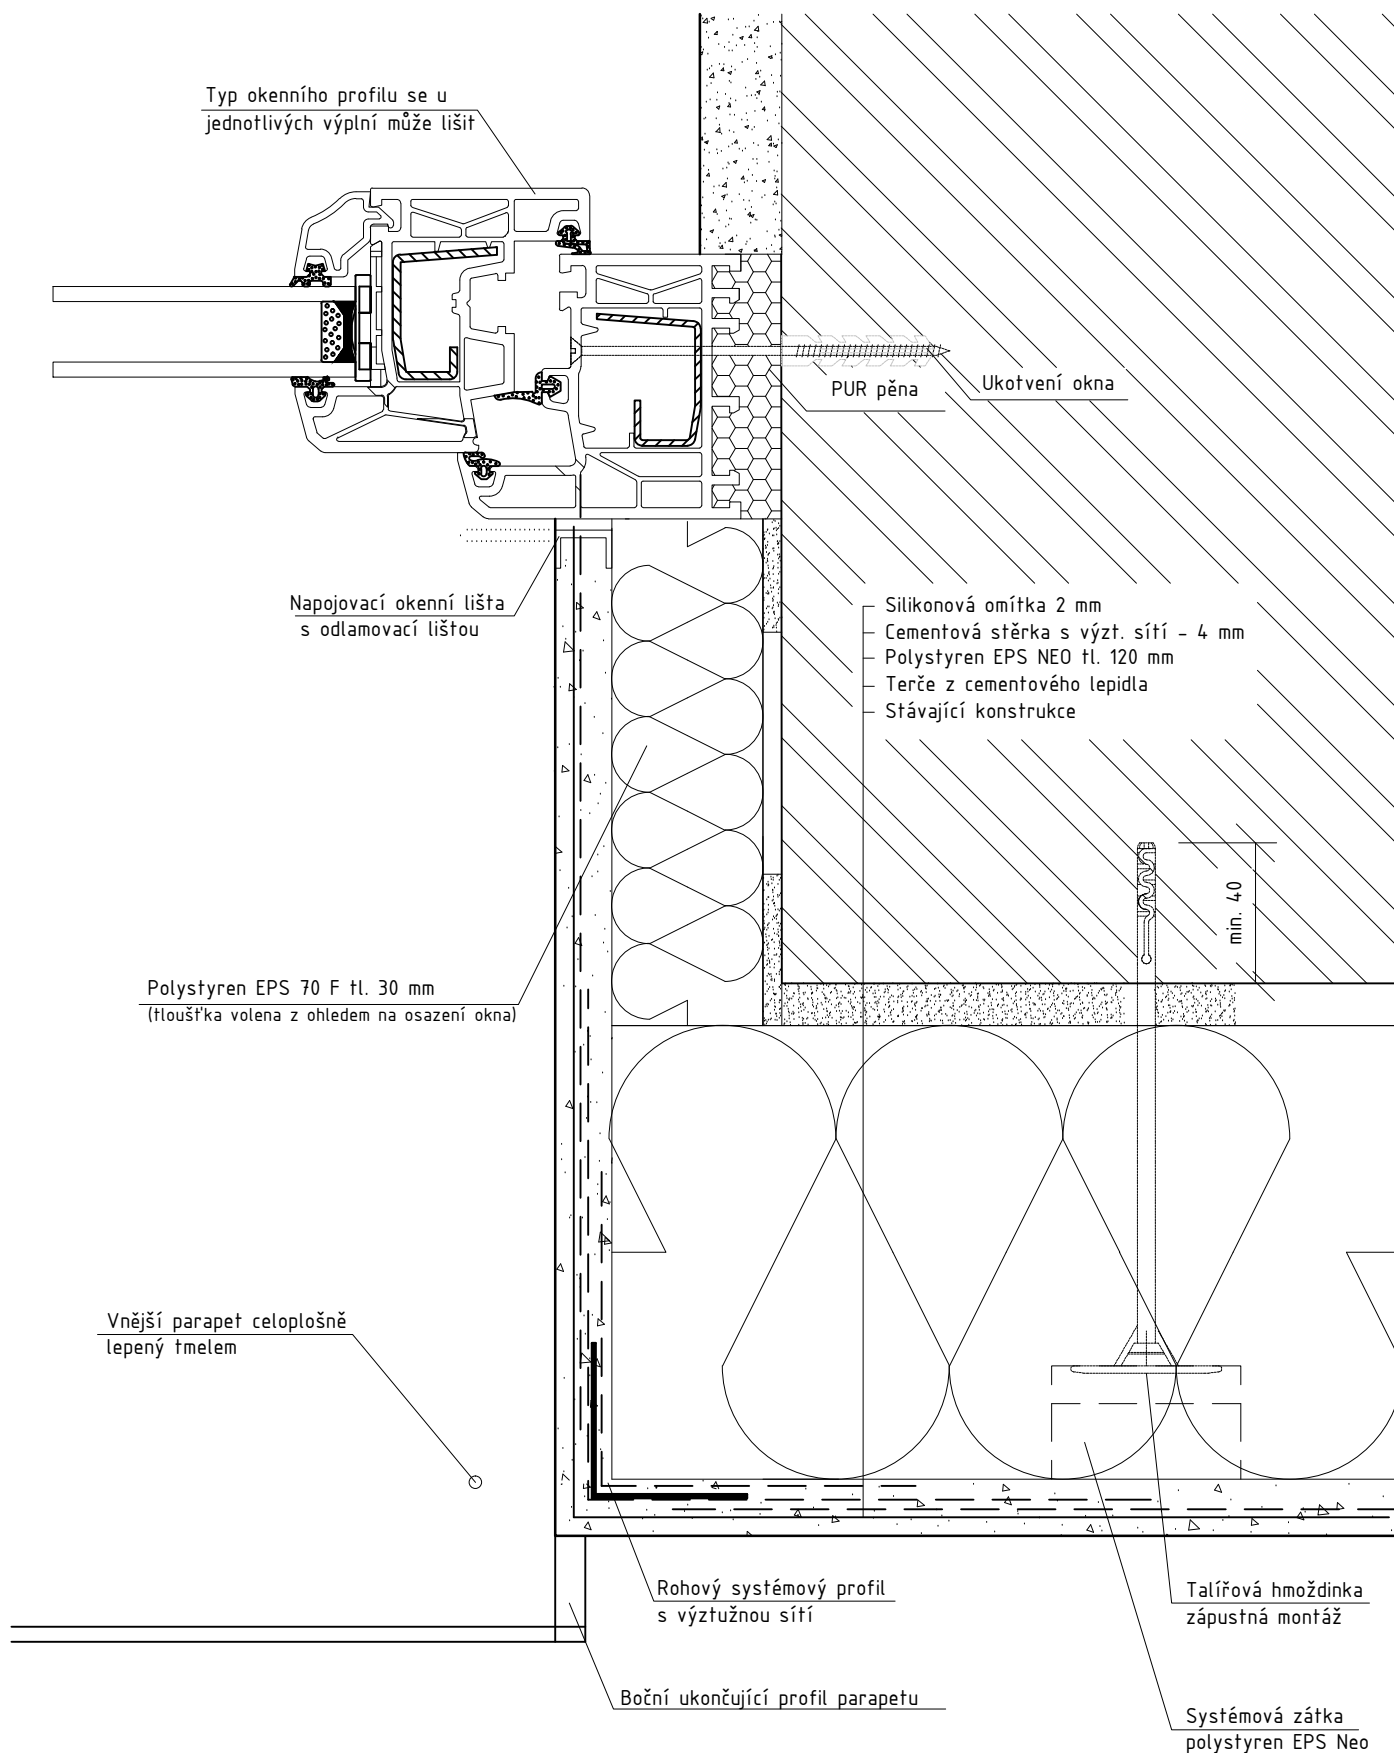 Typ okenního profilu se u
jednotlivých výplní může lišit
PUR pěna
Ukotvení okna
Napojovací okenní lišta
s odlamovací lištou
Silikonová omítka 2 mm
Cementová stěrka s výzt. sítí - 4 mm
Polystyren EPS NEO tl. 120 mm
Terče z cementového lepidla
Stávající konstrukce
min. 40
Polystyren EPS 70 F tl. 30 mm
(tloušťka volena z ohledem na osazení okna)
Vnější parapet celoplošně
lepený tmelem
Rohový systémový profil
s výztužnou sítí
Talířová hmoždinka
zápustná montáž
Boční ukončující profil parapetu
Systémová zátka
polystyren EPS Neo